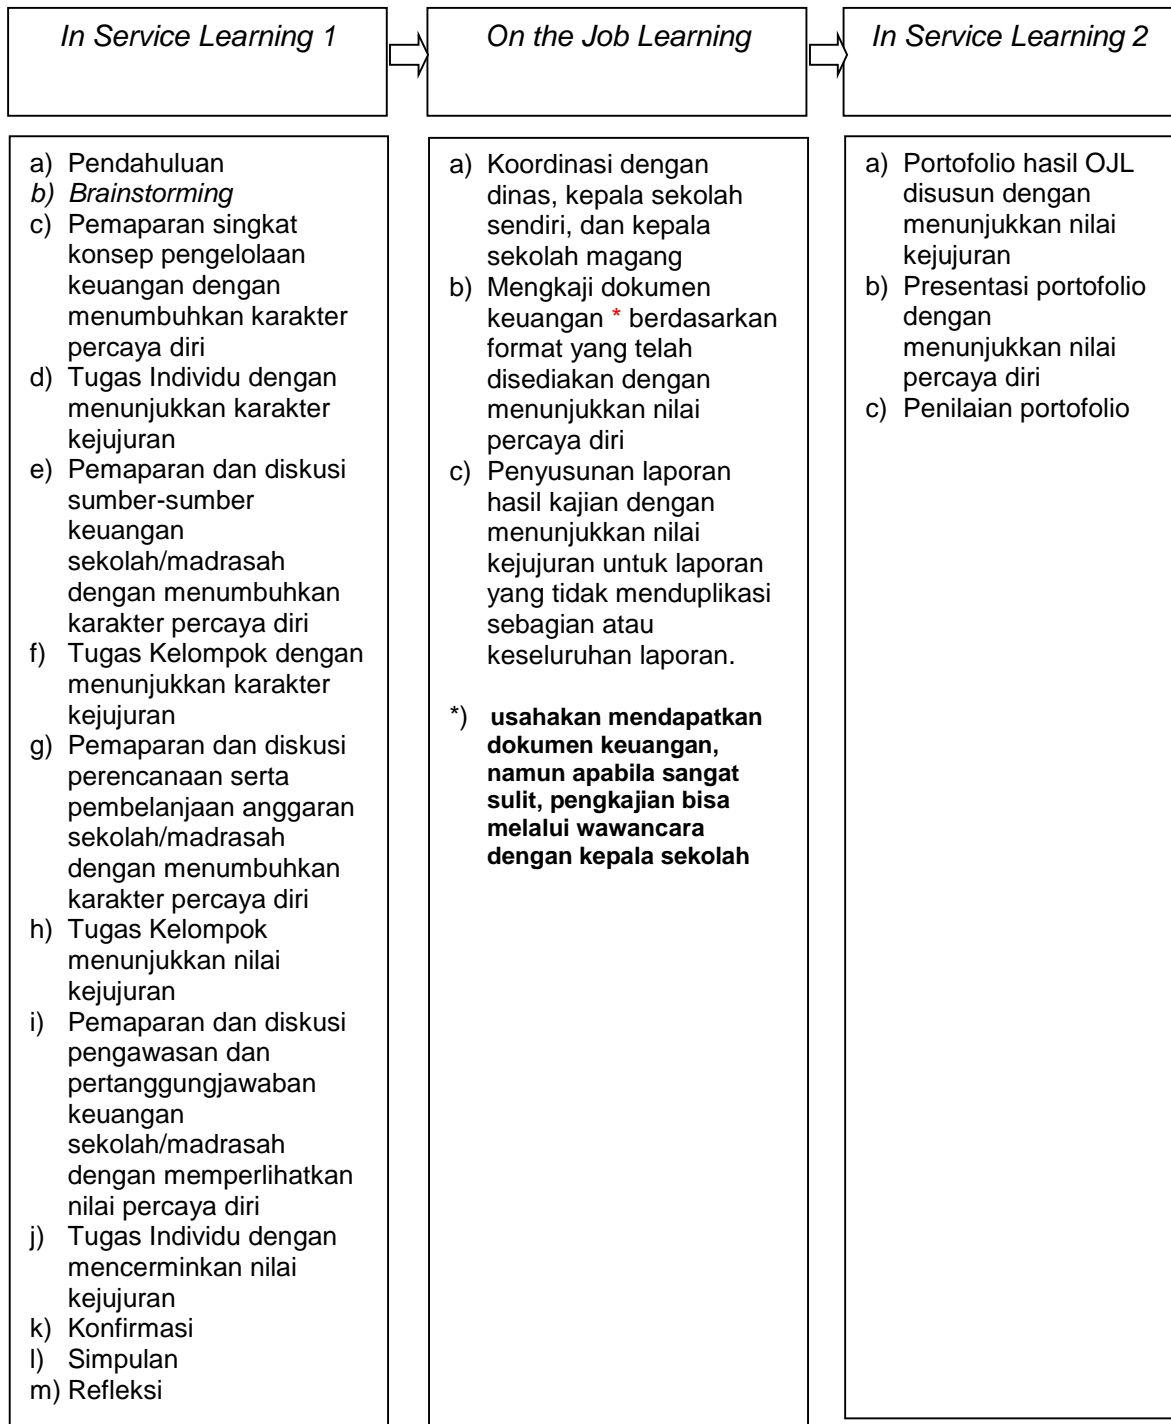 In Service Learning 1
On the Job Learning
In Service Learning 2
a) Pendahuluan
b) Brainstorming
c) Pemaparan singkat
konsep pengelolaan
keuangan dengan
menumbuhkan karakter
percaya diri
d) Tugas Individu dengan
menunjukkan karakter
kejujuran
e) Pemaparan dan diskusi
sumber-sumber
keuangan
sekolah/madrasah
dengan menumbuhkan
karakter percaya diri
f) Tugas Kelompok dengan
menunjukkan karakter
kejujuran
g) Pemaparan dan diskusi
perencanaan serta
pembelanjaan anggaran
sekolah/madrasah
dengan menumbuhkan
karakter percaya diri
h) Tugas Kelompok
menunjukkan nilai
kejujuran
i) Pemaparan dan diskusi
pengawasan dan
pertanggungjawaban
keuangan
sekolah/madrasah
dengan memperlihatkan
nilai percaya diri
j) Tugas Individu dengan
mencerminkan nilai
kejujuran
k) Konfirmasi
l) Simpulan
m) Refleksi
a) Koordinasi dengan
dinas, kepala sekolah
sendiri, dan kepala
sekolah magang
b) Mengkaji dokumen
keuangan * berdasarkan
format yang telah
disediakan dengan
menunjukkan nilai
percaya diri
c) Penyusunan laporan
hasil kajian dengan
menunjukkan nilai
kejujuran untuk laporan
yang tidak menduplikasi
sebagian atau
keseluruhan laporan.
*) usahakan mendapatkan
dokumen keuangan,
namun apabila sangat
sulit, pengkajian bisa
melalui wawancara
dengan kepala sekolah
a) Portofolio hasil OJL
disusun dengan
menunjukkan nilai
kejujuran
b) Presentasi portofolio
dengan
menunjukkan nilai
percaya diri
c) Penilaian portofolio